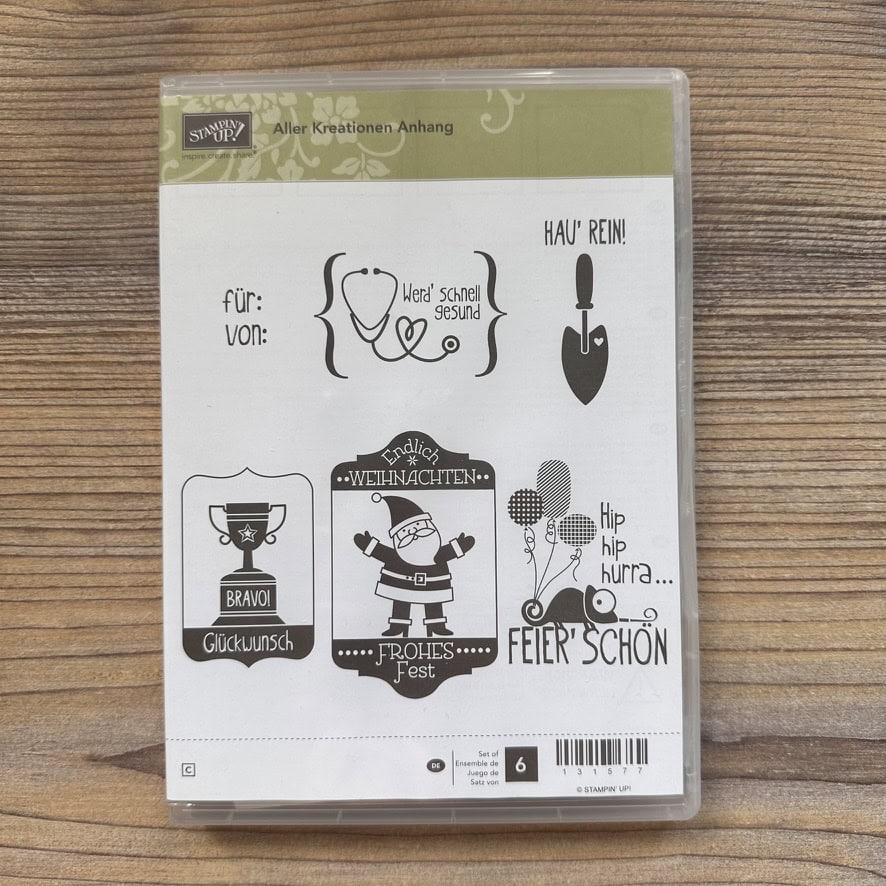 STAMPIN' UP!
inspire.create.share.
Aller Kreationen Anhang
HAU' REIN!
für:
von:
Werd' schnell
gesund
Endlich
WEIHNACHTEN
FROHES
Fest
BRAVO!
Glückwunsch
Hip
hip
hurra...
FEIER' SCHÖN
C
DE
Set of
Ensemble de
Juego de
Satz von
6
131577
© STAMPIN' UP!